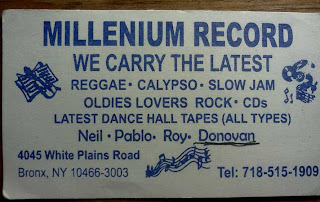 MILLENIUM RECORD
WE CARRY THE LATEST
REGGAE • CALYPSO • SLOW JAM
OLDIES LOVERS ROCK • CDs
LATEST DANCE HALL TAPES (ALL TYPES)
Neil • Pablo • Roy • Donovan
4045 White Plains Road
Bronx, NY 10466-3003
Tel: 718-515-1909